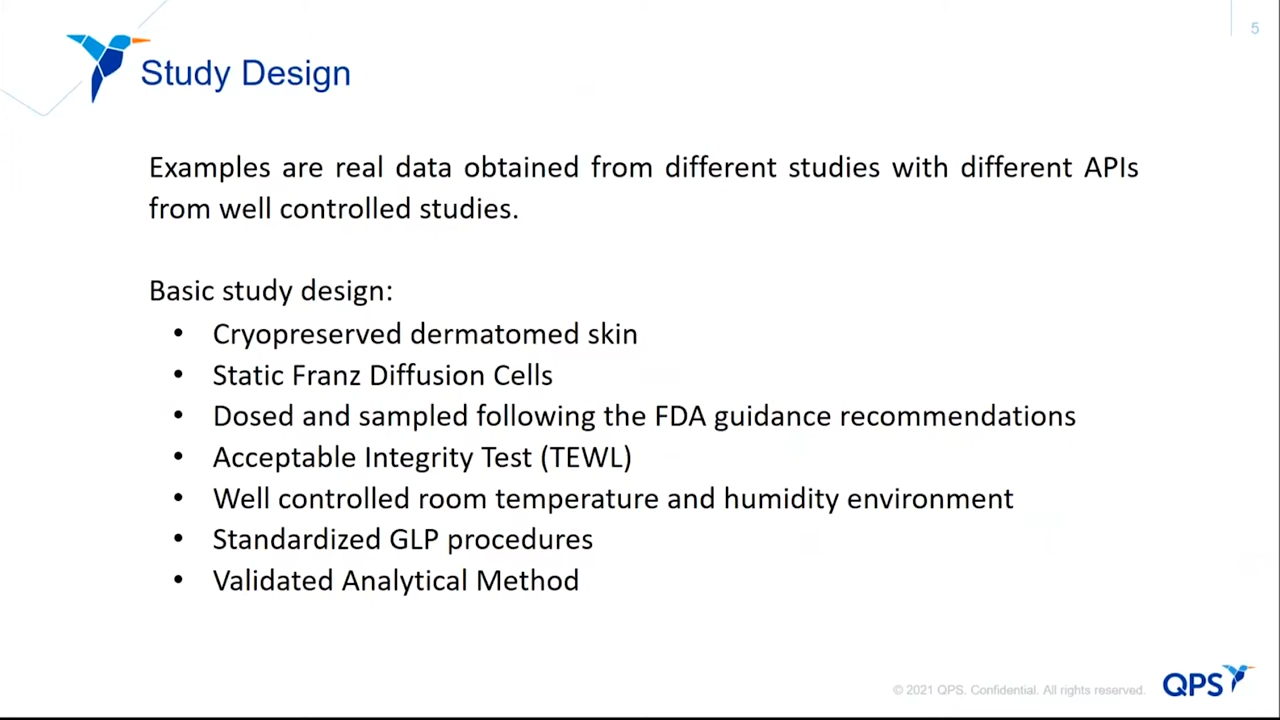 5
Study Design
Examples are real data obtained from different studies with different APIs
from well controlled studies.
Basic study design:
• Cryopreserved dermatomed skin
• Static Franz Diffusion Cells
• Dosed and sampled following the FDA guidance recommendations
• Acceptable Integrity Test (TEWL)
• Well controlled room temperature and humidity environment
• Standardized GLP procedures
• Validated Analytical Method
© 2021 QPS. Confidential. All rights reserved.
QPS